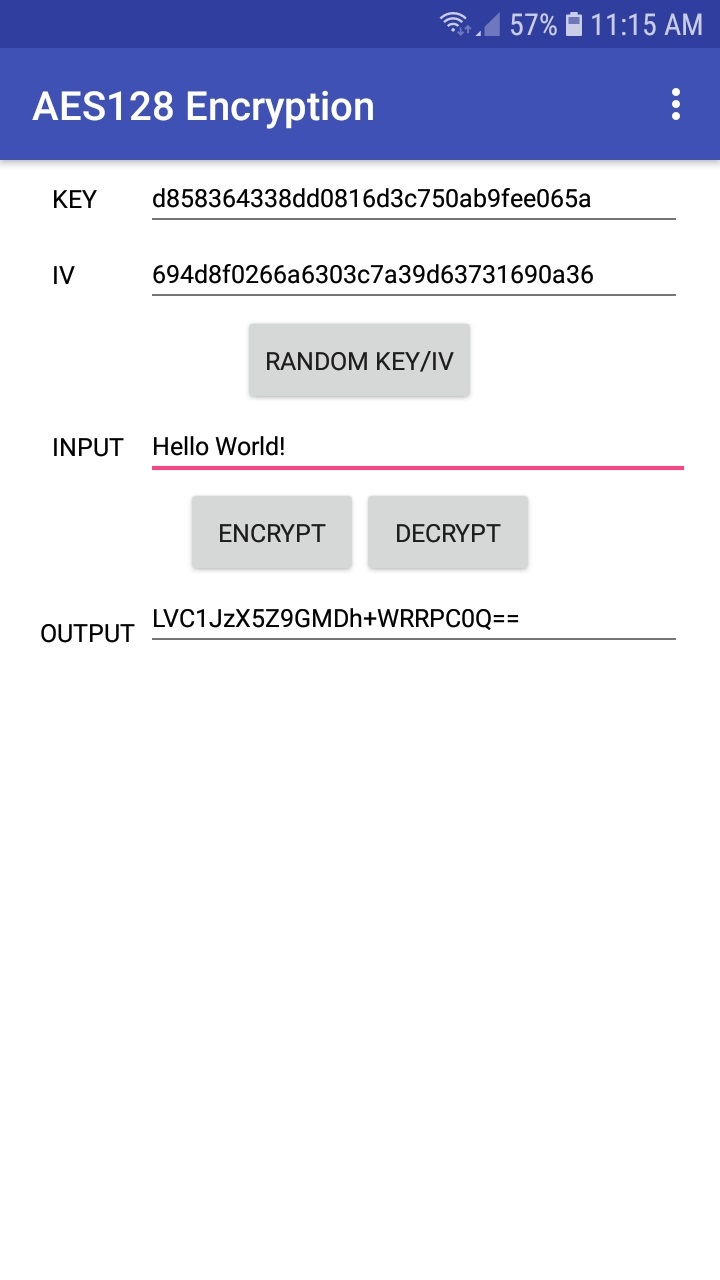 57% 11:15 AM
AES128 Encryption
KEY d858364338dd0816d3c750ab9fee065a
IV 694d8f0266a6303c7a39d63731690a36
RANDOM KEY/IV
INPUT Hello World!
ENCRYPT DECRYPT
OUTPUT LVC1JzX5Z9GMDh+WRRPC0Q==